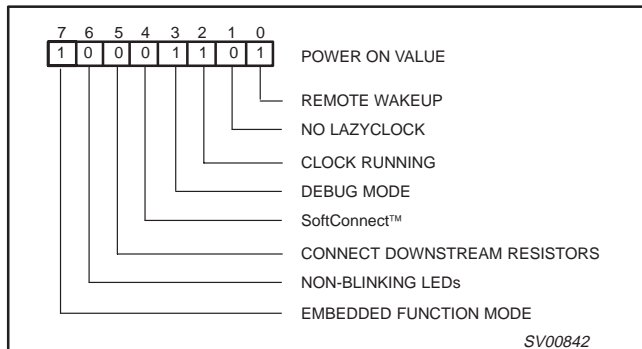 7 6 5 4 3 2 1 0
1 0 0 0 1 1 0 1 POWER ON VALUE
REMOTE WAKEUP
NO LAZYCLOCK
CLOCK RUNNING
DEBUG MODE
SoftConnect™
CONNECT DOWNSTREAM RESISTORS
NON-BLINKING LEDs
EMBEDDED FUNCTION MODE
SV00842